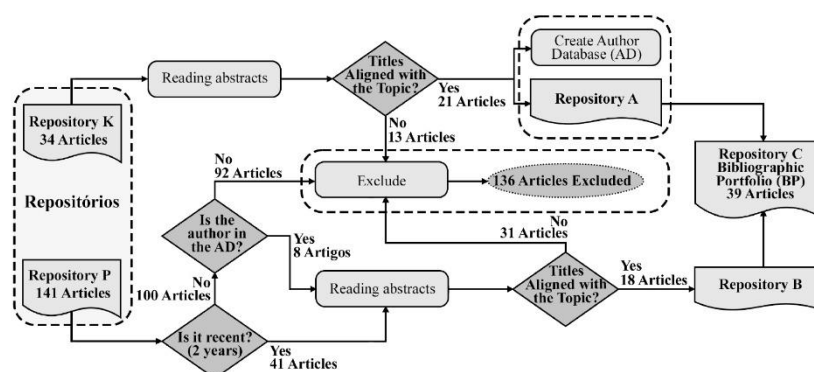 Reading abstracts
Titles
Aligned with
the Topic?
Yes
21 Articles
Create Author
Database (AD)
Repository A
Repository K
34 Articles
No
13 Articles
Repositórios
No
92 Articles
Exclude
136 Articles Excluded
Repository C
Bibliographic
Portfolio (BP)
39 Articles
Is the
author in
the AD?
Yes
8 Artigos
No
31 Articles
Repository P
141 Articles
No
100 Articles
Reading abstracts
Titles
Aligned with
the Topic?
Yes
18 Articles
Repository B
Is it recent?
(2 years)
Yes
41 Articles